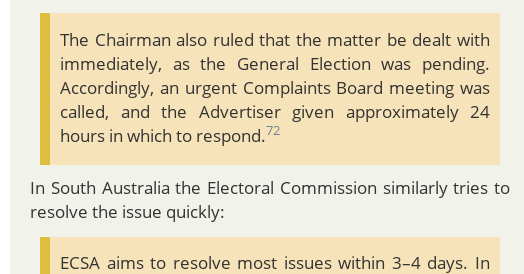 The Chairman also ruled that the matter be dealt with
immediately, as the General Election was pending.
Accordingly, an urgent Complaints Board meeting was
called, and the Advertiser given approximately 24
hours in which to respond.72
In South Australia the Electoral Commission similarly tries to
resolve the issue quickly:
ECSA aims to resolve most issues within 3–4 days. In